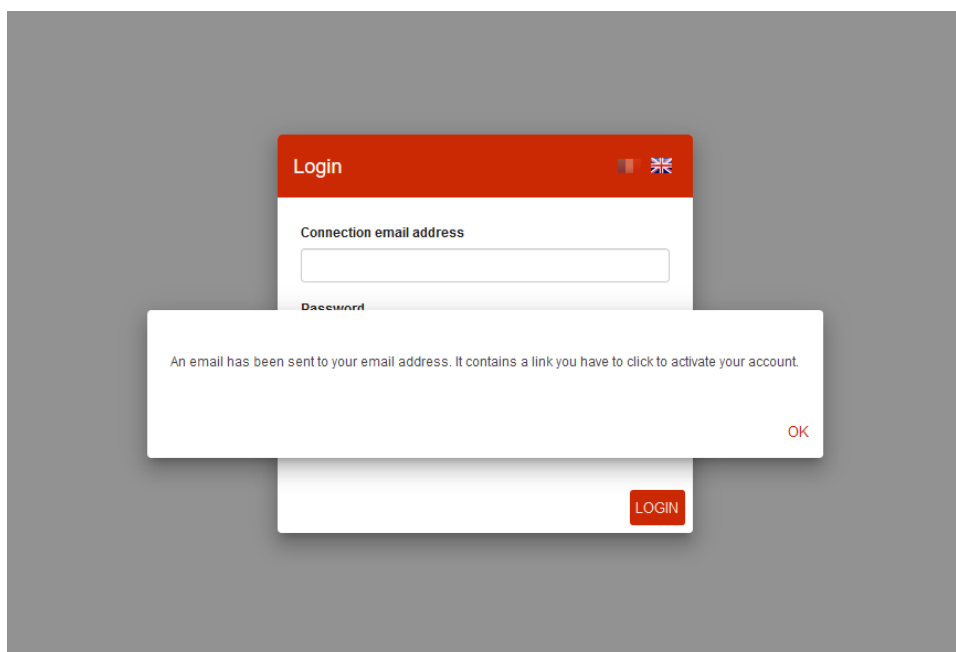 Login
Connection email address
Password
An email has been sent to your email address. It contains a link you have to click to activate your account.
OK
LOGIN